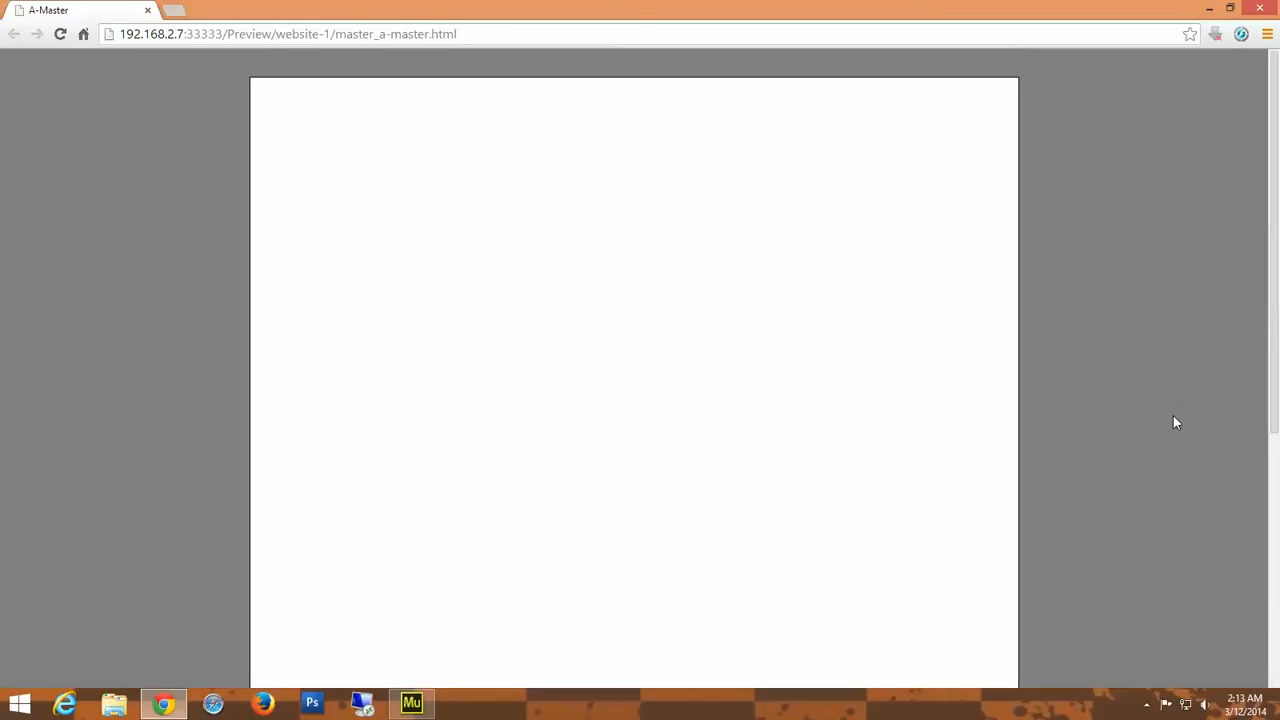 A-Master
192.168.2.7:33333/Preview/website-1/master_a-master.html
Ps
Mu
2:13 AM
3/12/2014